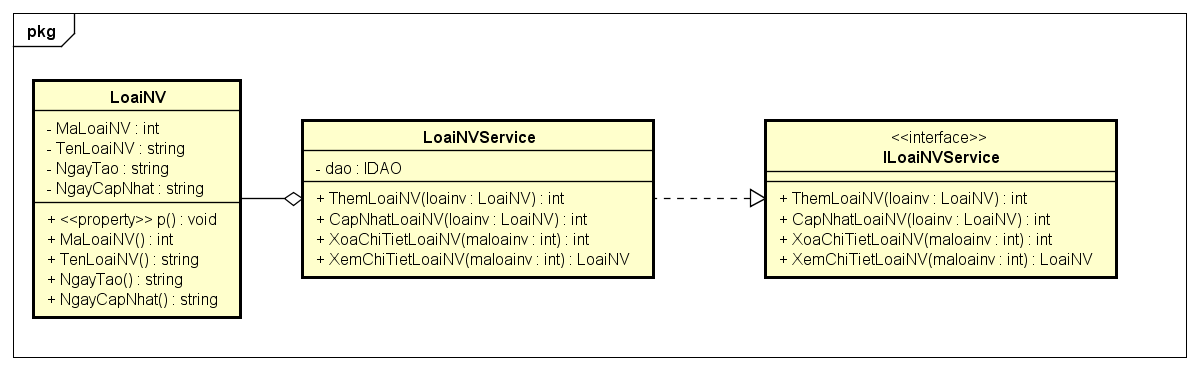 pkg
LoaiNV
- MaLoaiNV : int
- TenLoaiNV : string
- NgayTao : string
- NgayCapNhat : string
+ <<property>> p() : void
+ MaLoaiNV() : int
+ TenLoaiNV() : string
+ NgayTao() : string
+ NgayCapNhat() : string
LoaiNVService
- dao : IDAO
+ ThemLoaiNV(loainv : LoaiNV) : int
+ CapNhatLoaiNV(loainv : LoaiNV) : int
+ XoaChiTietLoaiNV(maloainv : int) : int
+ XemChiTietLoaiNV(maloainv : int) : LoaiNV
<<interface>>
ILoaiNVService
+ ThemLoaiNV(loainv : LoaiNV) : int
+ CapNhatLoaiNV(loainv : LoaiNV) : int
+ XoaChiTietLoaiNV(maloainv : int) : int
+ XemChiTietLoaiNV(maloainv : int) : LoaiNV